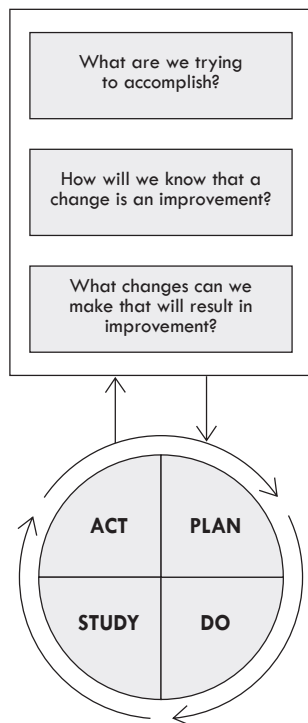 What are we trying
to accomplish?
How will we know that a
change is an improvement?
What changes can we
make that will result in
improvement?
ACT
PLAN
STUDY
DO